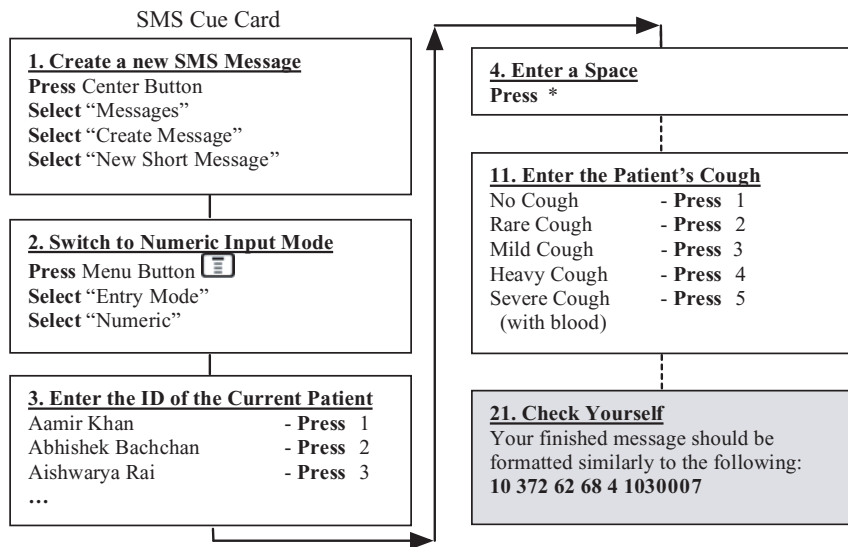 SMS Cue Card
1. Create a new SMS Message
Press Center Button
Select “Messages”
Select “Create Message”
Select “New Short Message”
2. Switch to Numeric Input Mode
Press Menu Button
Select “Entry Mode”
Select “Numeric”
3. Enter the ID of the Current Patient
Aamir Khan - Press 1
Abhishek Bachchan - Press 2
Aishwarya Rai - Press 3
...
4. Enter a Space
Press *
11. Enter the Patient’s Cough
No Cough - Press 1
Rare Cough - Press 2
Mild Cough - Press 3
Heavy Cough - Press 4
Severe Cough - Press 5
(with blood)
21. Check Yourself
Your finished message should be
formatted similarly to the following:
10 372 62 68 4 1030007